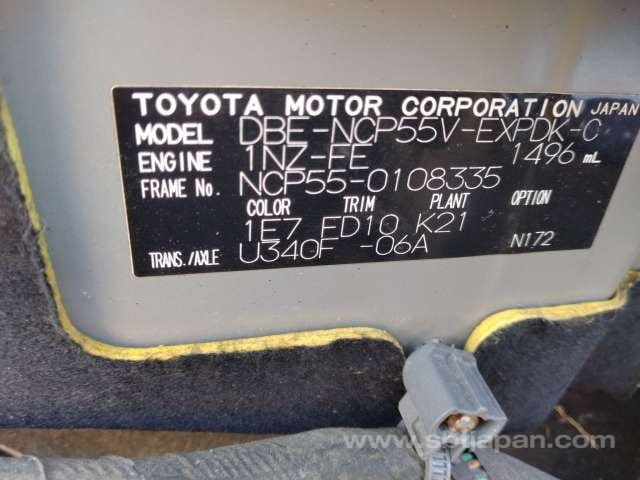 TOYOTA MOTOR CORPORATION JAPAN
MODEL DBE-NCP55V-EXPDK-C
ENGINE 1NZ-FE 1496 mL
FRAME No. NCP55-0108335
COLOR TRIM PLANT OPTION
1E7 FD10 K21
TRANS./AXLE U340F -06A N172
www.sbtjapan.com